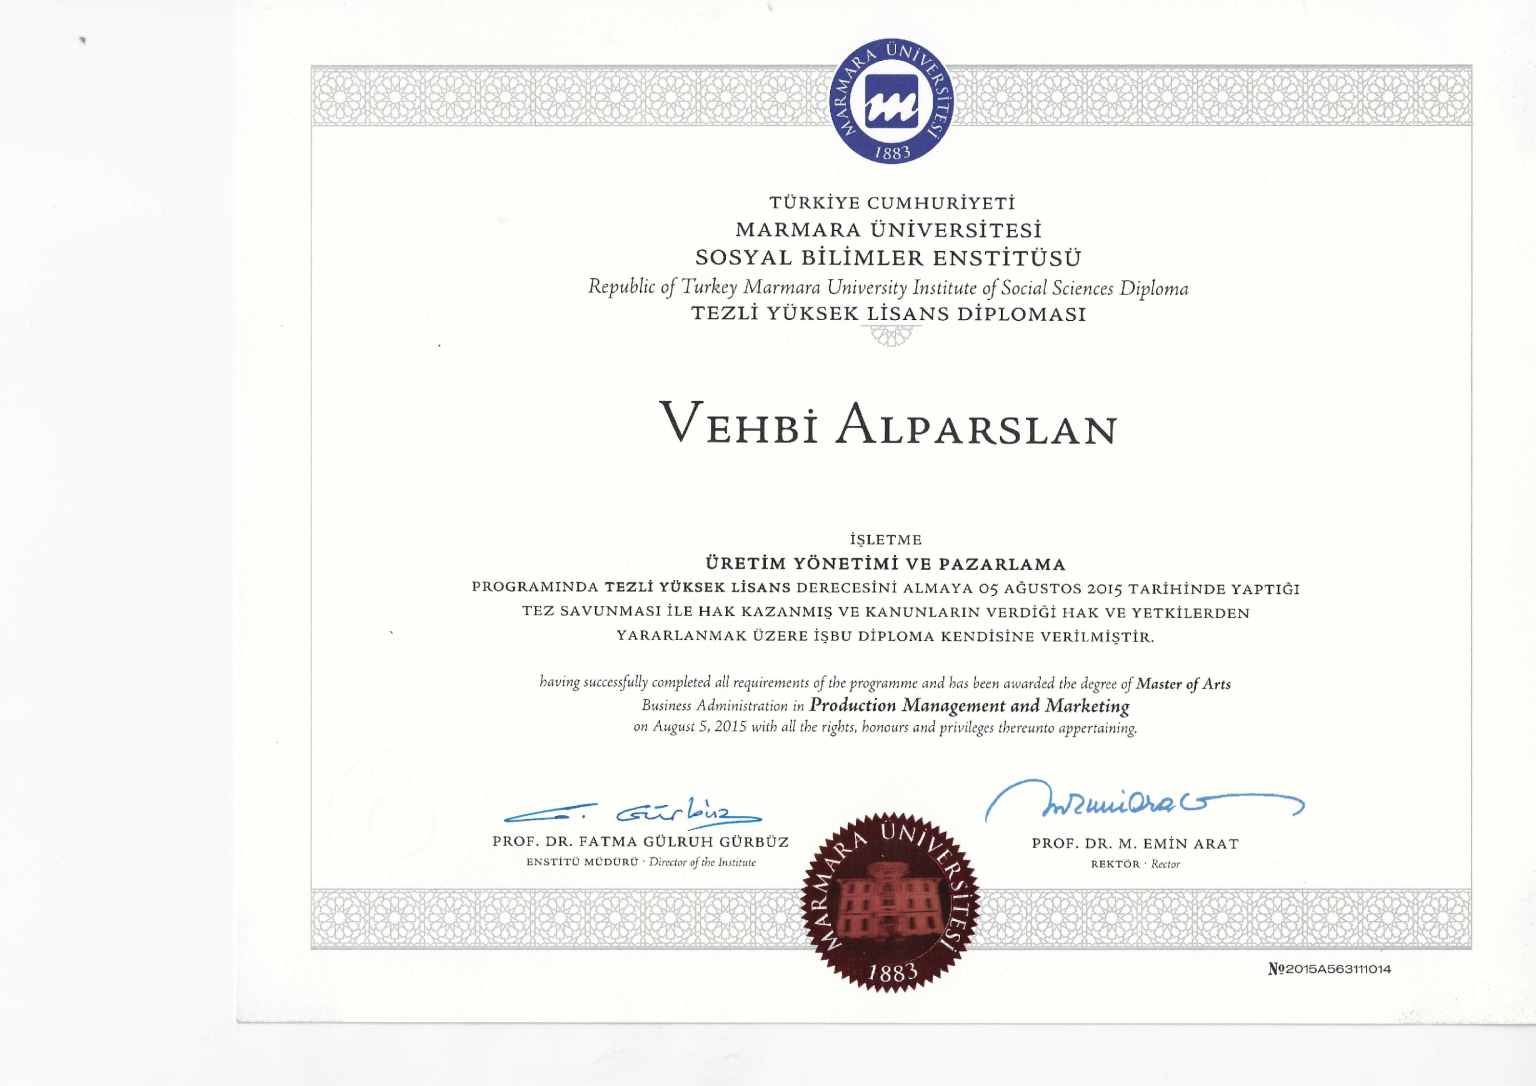 MARMARA ÜNİVERSİTESİ
m
1883
TÜRKİYE CUMHURİYETİ
MARMARA ÜNİVERSİTESİ
SOSYAL BİLİMLER ENSTİTÜSÜ
Republic of Turkey Marmara University Institute of Social Sciences Diploma
TEZLİ YÜKSEK LİSANS DİPLOMASI
VEHBİ ALPARSLAN
İŞLETME
ÜRETİM YÖNETİMİ VE PAZARLAMA
PROGRAMINDA TEZLİ YÜKSEK LİSANS DERECESİNİ ALMAYA 05 AĞUSTOS 2015 TARİHİNDE YAPTIĞI
TEZ SAVUNMASI İLE HAK KAZANMIŞ VE KANUNLARIN VERDİĞİ HAK VE YETKİLERDEN
YARARLANMAK ÜZERE İŞBU DİPLOMA KENDİSİNE VERİLMİŞTİR.
having successfully completed all requirements of the programme and has been awarded the degree of Master of Arts
Business Administration in Production Management and Marketing
on August 5, 2015 with all the rights, honours and privileges thereunto appertaining.
G. Gürbüz
PROF. DR. FATMA GÜLRUH GÜRBÜZ
ENSTİTÜ MÜDÜRÜ · Director of the Institute
PROF. DR. M. EMİN ARAT
REKTÖR · Rector
MARMARA ÜNİVERSİTESİ
1883
№2015A563111014